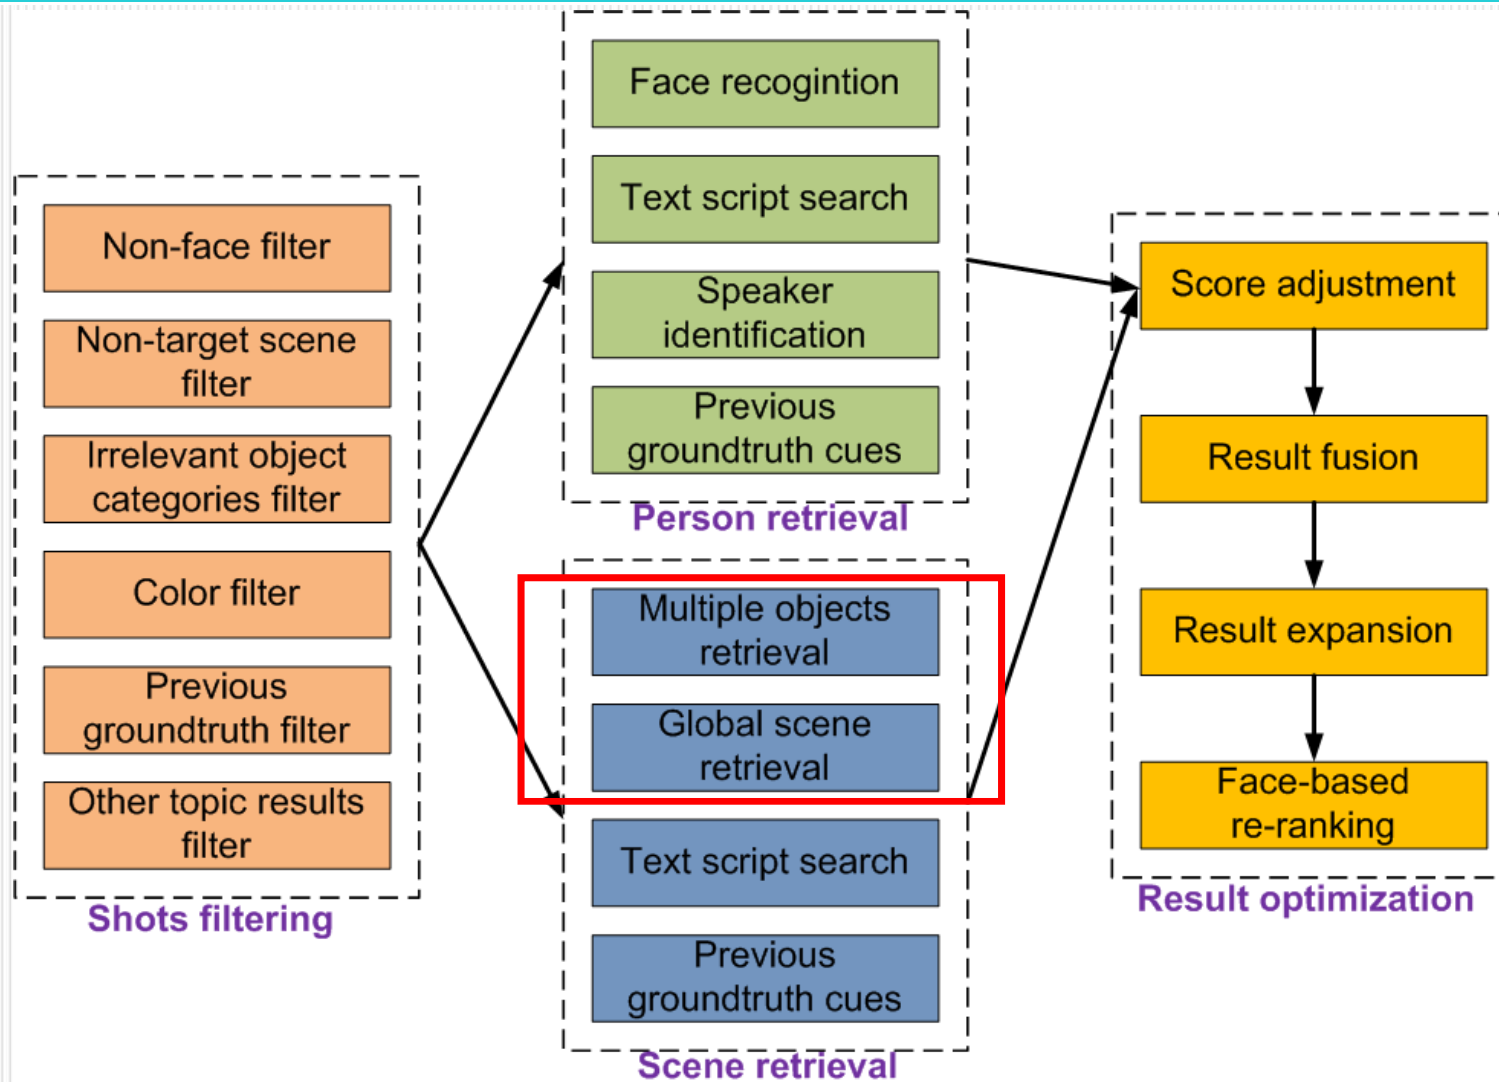 Non-face filter
Non-target scene
filter
Irrelevant object
categories filter
Color filter
Previous
groundtruth filter
Other topic results
filter
Shots filtering
Face recogintion
Text script search
Speaker
identification
Previous
groundtruth cues
Person retrieval
Multiple objects
retrieval
Global scene
retrieval
Text script search
Previous
groundtruth cues
Scene retrieval
Score adjustment
Result fusion
Result expansion
Face-based
re-ranking
Result optimization